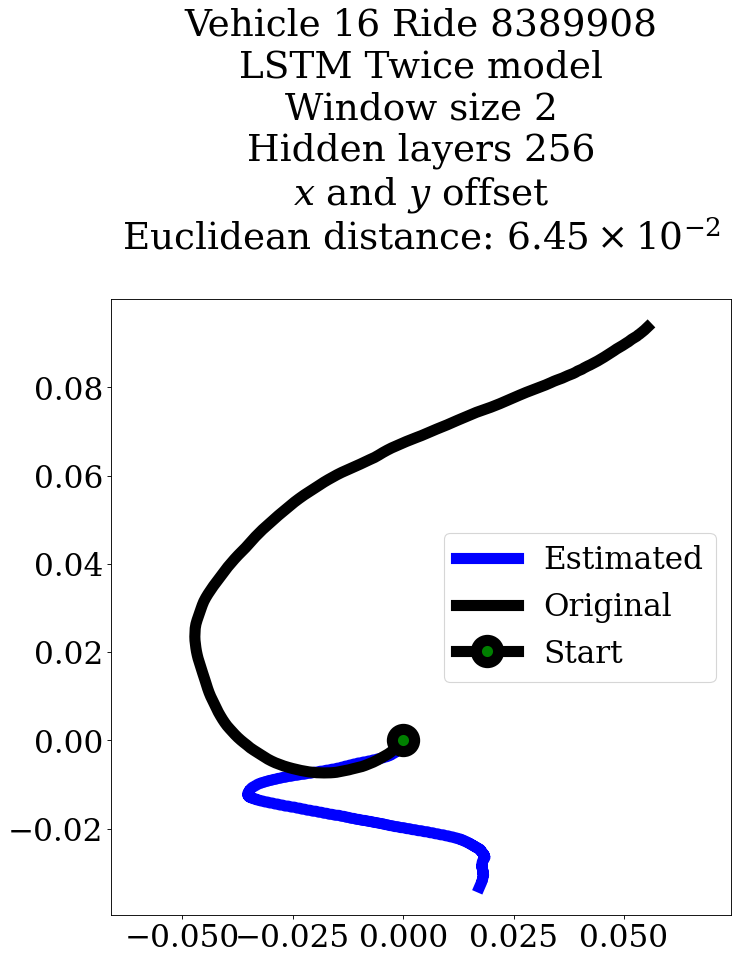 Vehicle 16 Ride 8389908
LSTM Twice model
Window size 2
Hidden layers 256
x and y offset
Euclidean distance: 6.45 × 10⁻²
0.08
0.06
0.04
0.02
0.00
−0.02
Estimated
Original
Start
−0.050 −0.025 0.000 0.025 0.050